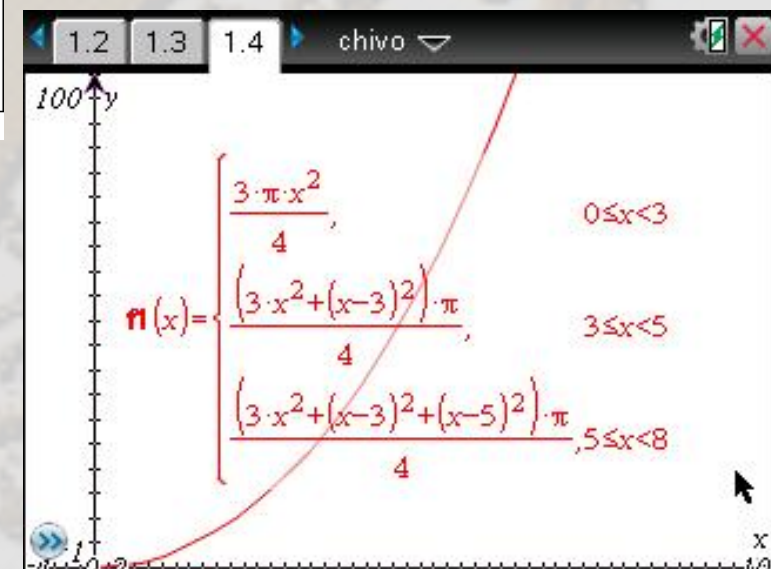 1.2 1.3 1.4 chivo
100 y
f1(x)=
3·π·x²/4, 0≤x<3
(3·x²+(x-3)²)·π/4, 3≤x<5
(3·x²+(x-3)²+(x-5)²)·π/4, 5≤x<8
x
10